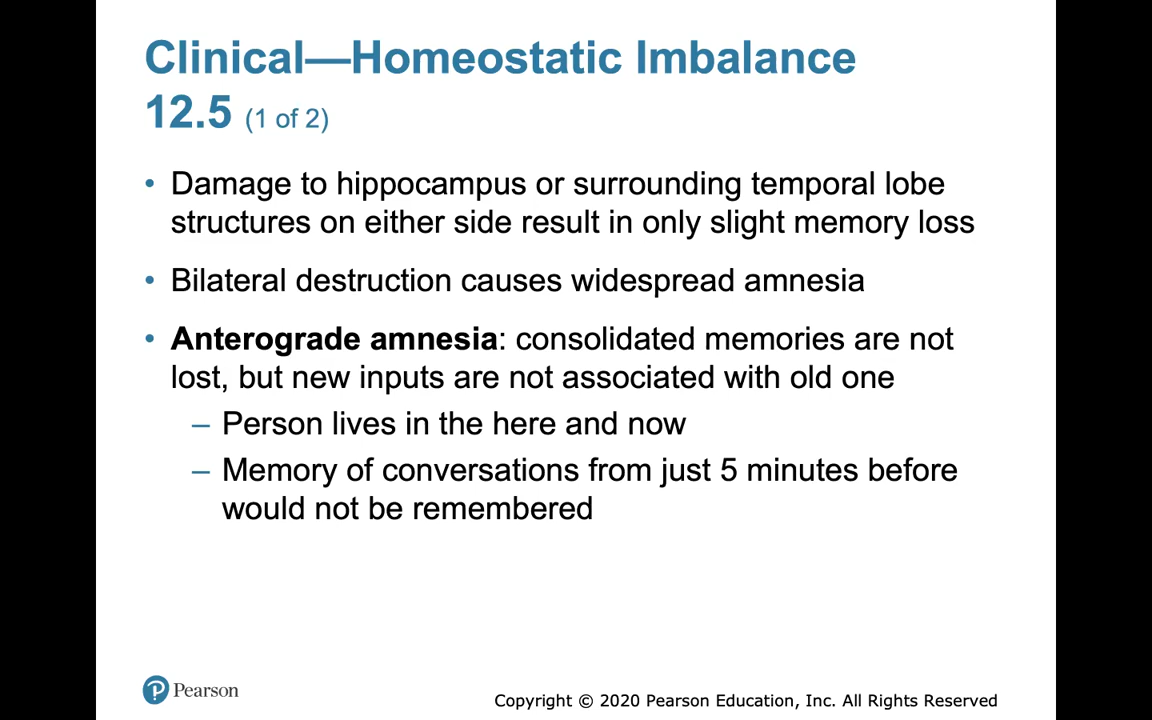 Clinical—Homeostatic Imbalance
12.5 (1 of 2)
• Damage to hippocampus or surrounding temporal lobe
structures on either side result in only slight memory loss
• Bilateral destruction causes widespread amnesia
• Anterograde amnesia: consolidated memories are not
lost, but new inputs are not associated with old one
– Person lives in the here and now
– Memory of conversations from just 5 minutes before
would not be remembered
Pearson
Copyright © 2020 Pearson Education, Inc. All Rights Reserved